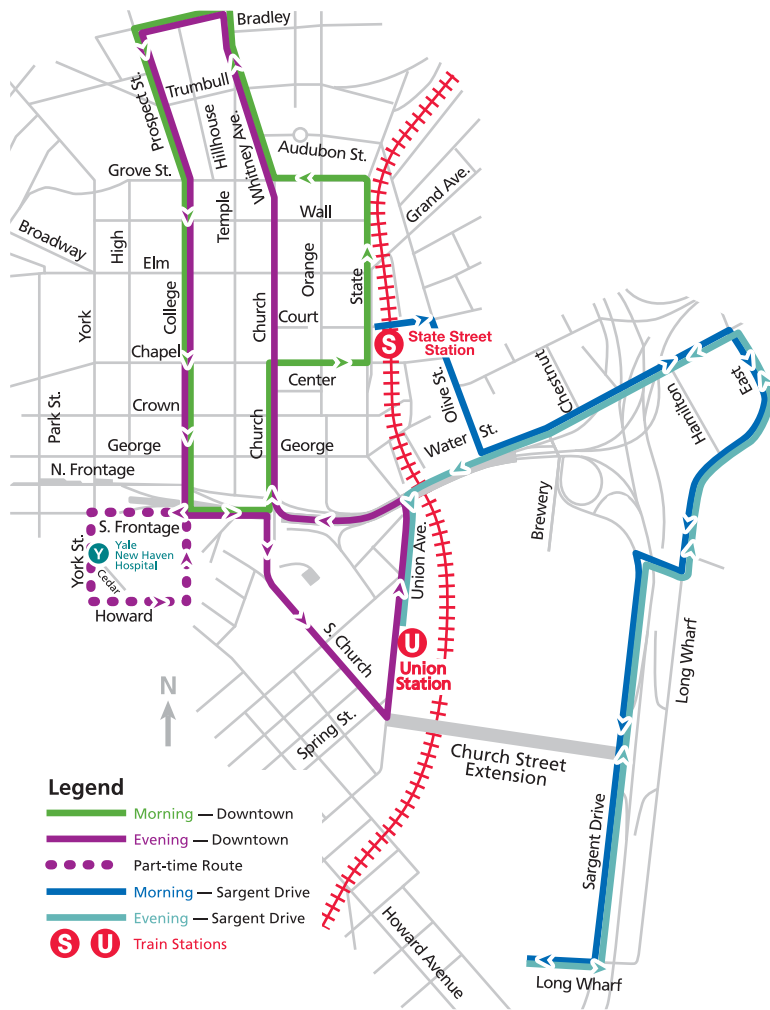 Bradley
Prospect St.
Trumbull
Hillhouse
Whitney Ave.
Audubon St.
Grove St.
Grand Ave.
Temple
Wall
Broadway
High
Elm
Orange
State
College
Church
Court
York
State Street
Station
S
Chapel
Center
Olive St.
Chestnut
Hamilton
East
Park St.
Crown
Church
George
George
Water St.
N. Frontage
Brewery
S. Frontage
York St.
Y
Yale
New Haven
Hospital
Cedar
Union Ave.
Howard
S. Church
U
Union
Station
Long Wharf
N
Spring St.
Church Street
Extension
Sargent Drive
Legend
Morning — Downtown
Evening — Downtown
Part-time Route
Morning — Sargent Drive
Evening — Sargent Drive
S U Train Stations
Howard Avenue
Long Wharf